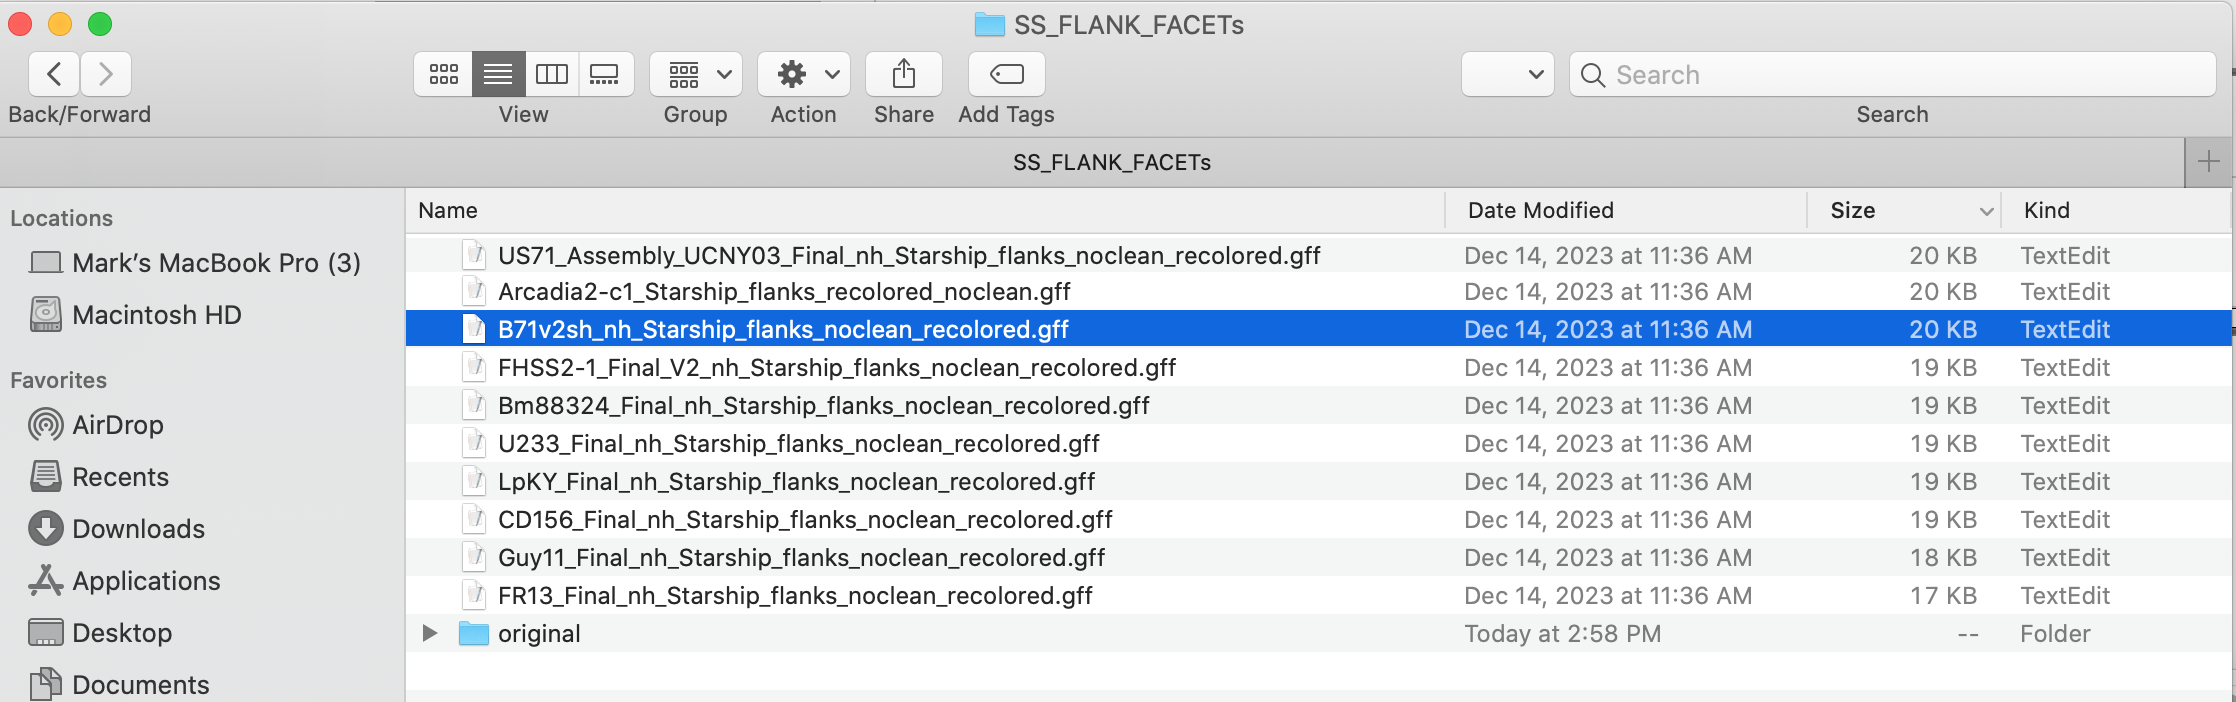 SS_FLANK_FACETs
Search
Back/Forward View Group Action Share Add Tags Search
SS_FLANK_FACETs
Locations
Mark's MacBook Pro (3)
Macintosh HD
Favorites
AirDrop
Recents
Downloads
Applications
Desktop
Documents
Name Date Modified Size Kind
US71_Assembly_UCNY03_Final_nh_Starship_flanks_noclean_recolored.gff Dec 14, 2023 at 11:36 AM 20 KB TextEdit
Arcadia2-c1_Starship_flanks_recolored_noclean.gff Dec 14, 2023 at 11:36 AM 20 KB TextEdit
B71v2sh_nh_Starship_flanks_noclean_recolored.gff Dec 14, 2023 at 11:36 AM 20 KB TextEdit
FHSS2-1_Final_V2_nh_Starship_flanks_noclean_recolored.gff Dec 14, 2023 at 11:36 AM 19 KB TextEdit
Bm88324_Final_nh_Starship_flanks_noclean_recolored.gff Dec 14, 2023 at 11:36 AM 19 KB TextEdit
U233_Final_nh_Starship_flanks_noclean_recolored.gff Dec 14, 2023 at 11:36 AM 19 KB TextEdit
LpKY_Final_nh_Starship_flanks_noclean_recolored.gff Dec 14, 2023 at 11:36 AM 19 KB TextEdit
CD156_Final_nh_Starship_flanks_noclean_recolored.gff Dec 14, 2023 at 11:36 AM 19 KB TextEdit
Guy11_Final_nh_Starship_flanks_noclean_recolored.gff Dec 14, 2023 at 11:36 AM 18 KB TextEdit
FR13_Final_nh_Starship_flanks_noclean_recolored.gff Dec 14, 2023 at 11:36 AM 17 KB TextEdit
original Today at 2:58 PM -- Folder